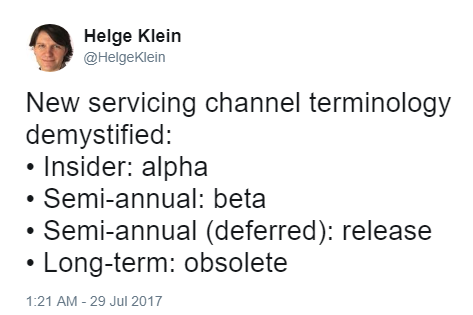 Helge Klein
@HelgeKlein
New servicing channel terminology
demystified:
• Insider: alpha
• Semi-annual: beta
• Semi-annual (deferred): release
• Long-term: obsolete
1:21 AM - 29 Jul 2017